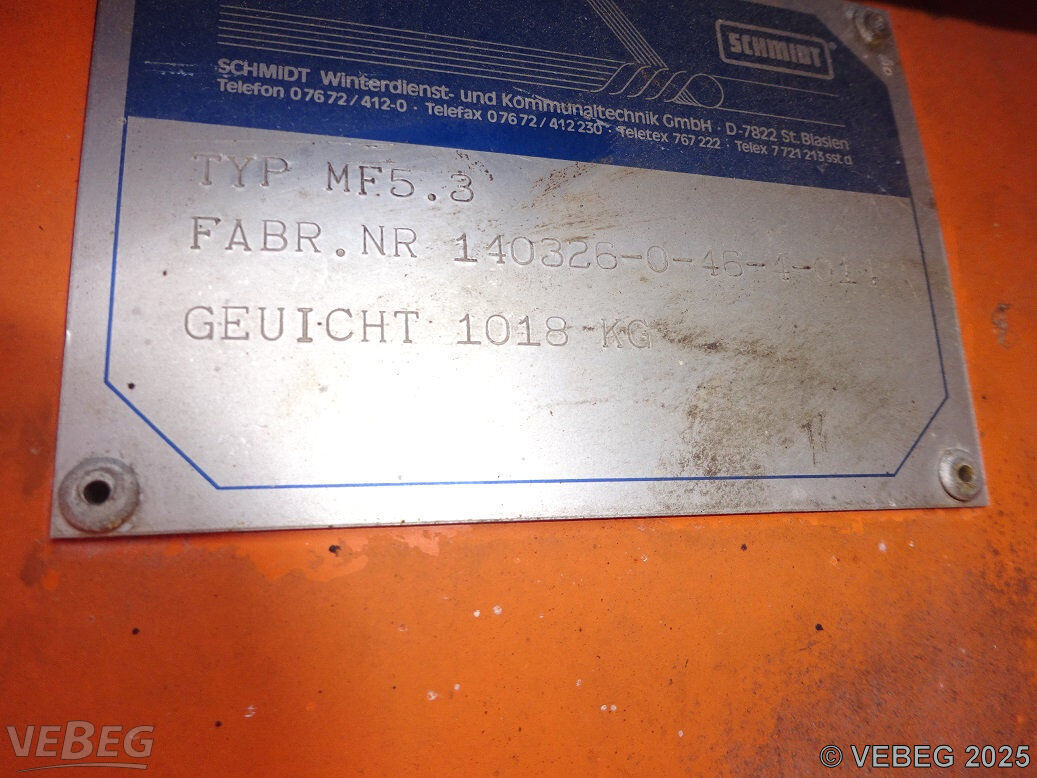 SCHMIDT
SCHMIDT Winterdienst- und Kommunaltechnik GmbH · D-7822 St. Blasien
Telefon 0 76 72 / 412-0 · Telefax 0 76 72 / 412 230 · Teletex 767 222 · Telex 7 721 213 sst d
TYP MF5.3
FABR.NR 140326-0-46-4-
GEUICHT 1018 KG
VEBEG
© VEBEG 2025